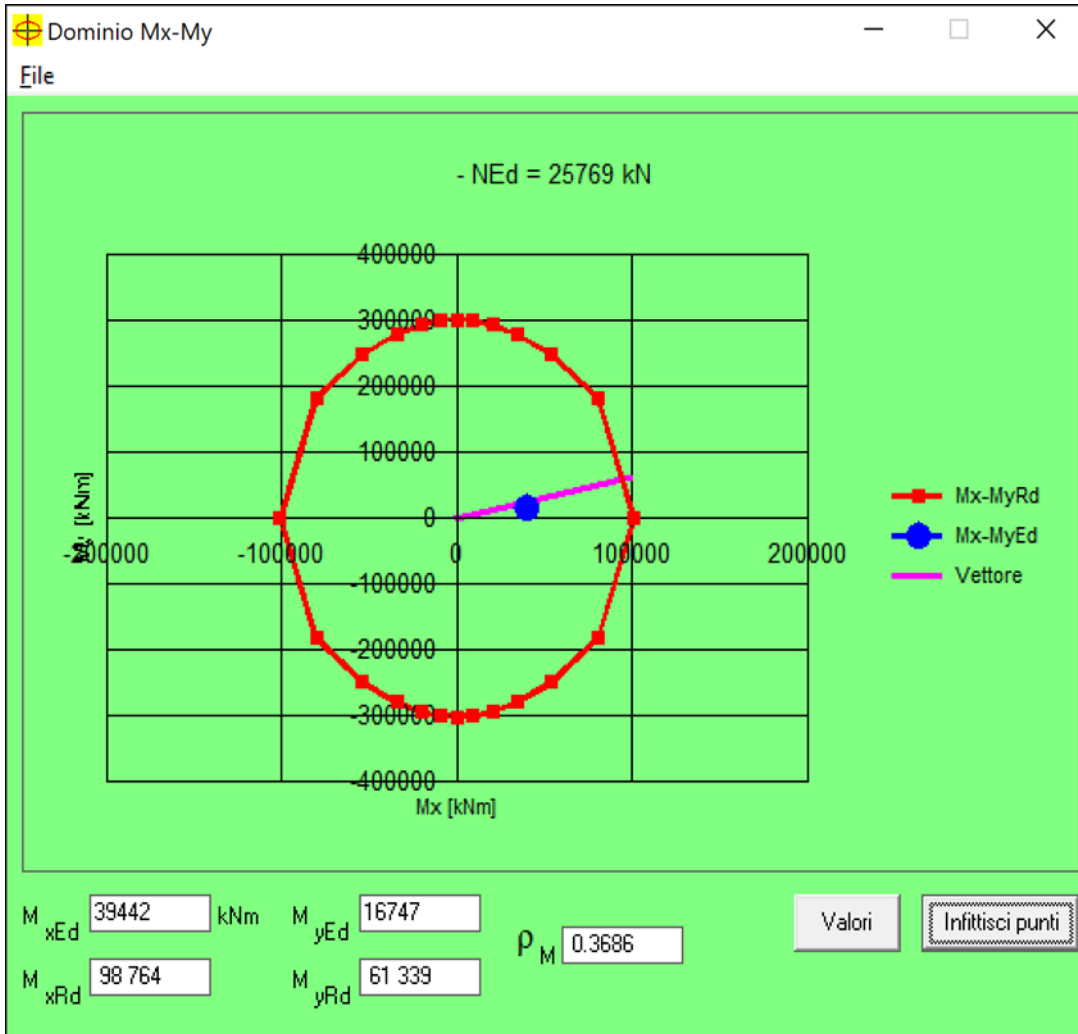 Dominio Mx-My
File
- NEd = 25769 kN
400000
300000
200000
100000
0
-100000
-200000
-300000
-400000
-200000 -100000 0 100000 200000
[kNm]
Mx [kNm]
Mx-MyRd
Mx-MyEd
Vettore
M xEd 39442 kNm M yEd 16747
ρ M 0.3686
Valori Infittisci punti
M xRd 98 764 M yRd 61 339